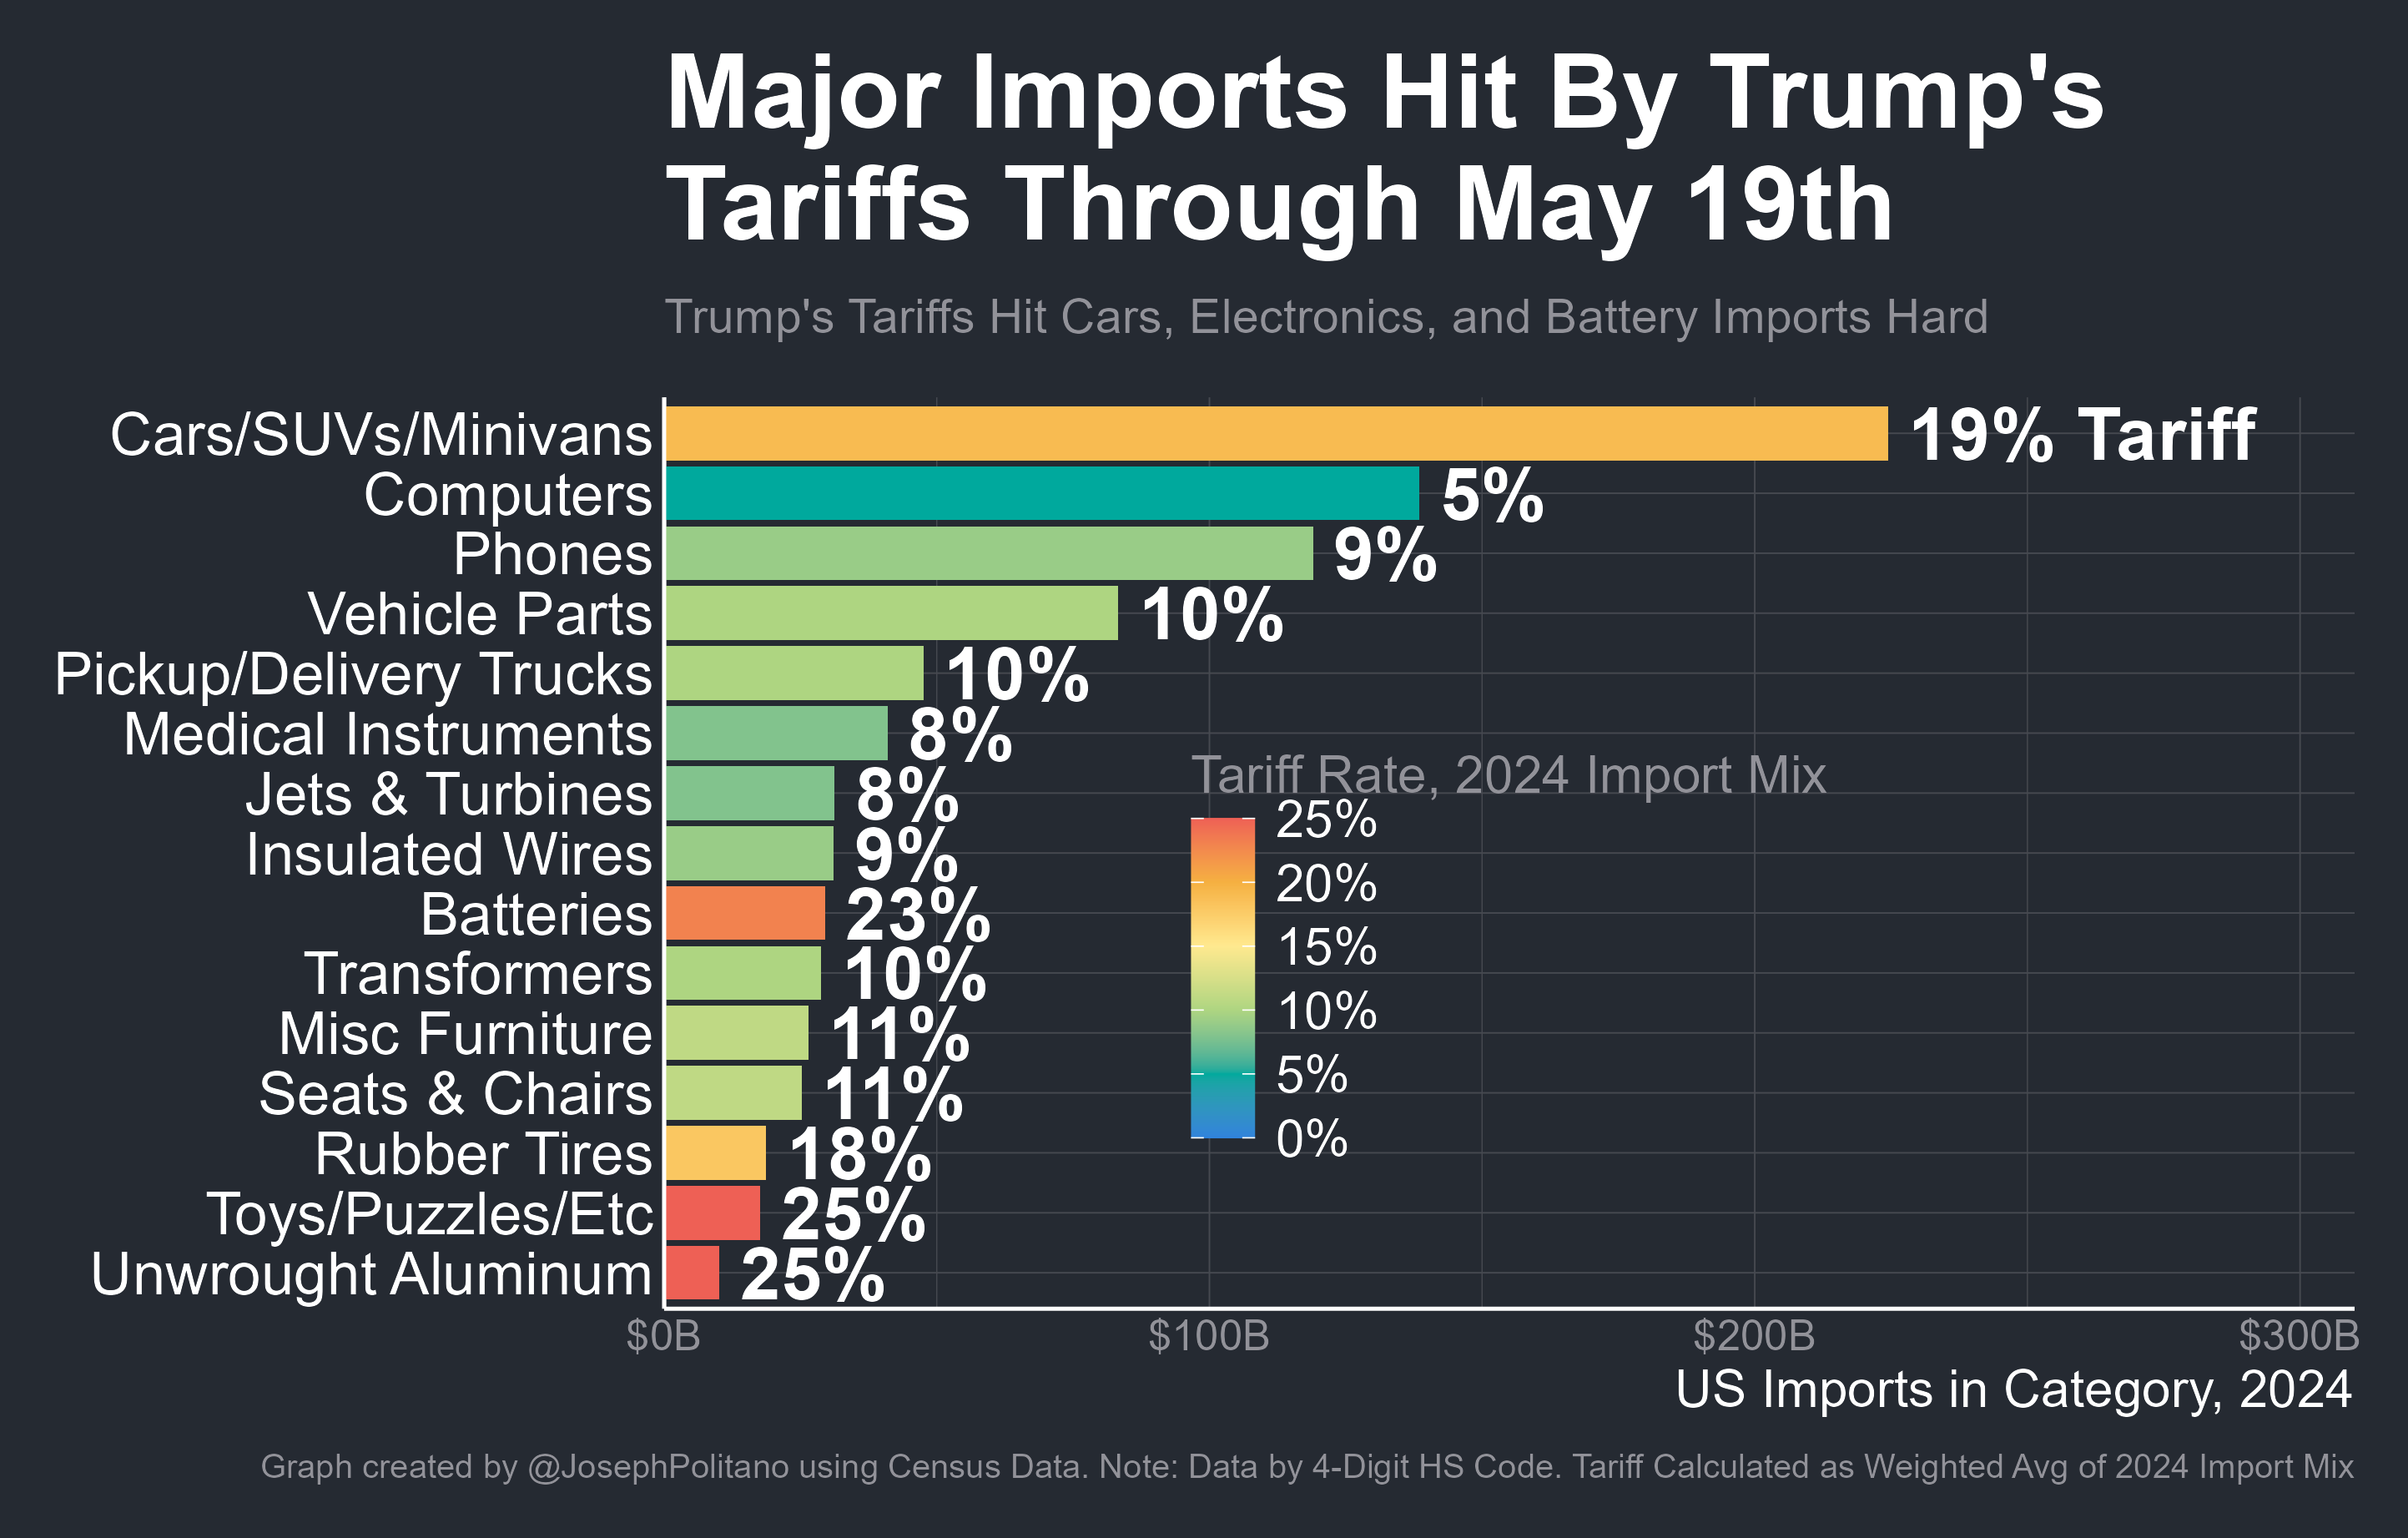 Major Imports Hit By Trump's
Tariffs Through May 19th
Trump's Tariffs Hit Cars, Electronics, and Battery Imports Hard
Cars/SUVs/Minivans 19% Tariff
Computers 5%
Phones 9%
Vehicle Parts 10%
Pickup/Delivery Trucks 10%
Medical Instruments 8%
Jets & Turbines 8%
Insulated Wires 9%
Batteries 23%
Transformers 10%
Misc Furniture 11%
Seats & Chairs 11%
Rubber Tires 18%
Toys/Puzzles/Etc 25%
Unwrought Aluminum 25%
Tariff Rate, 2024 Import Mix
25%
20%
15%
10%
5%
0%
$0B $100B $200B $300B
US Imports in Category, 2024
Graph created by @JosephPolitano using Census Data. Note: Data by 4-Digit HS Code. Tariff Calculated as Weighted Avg of 2024 Import Mix